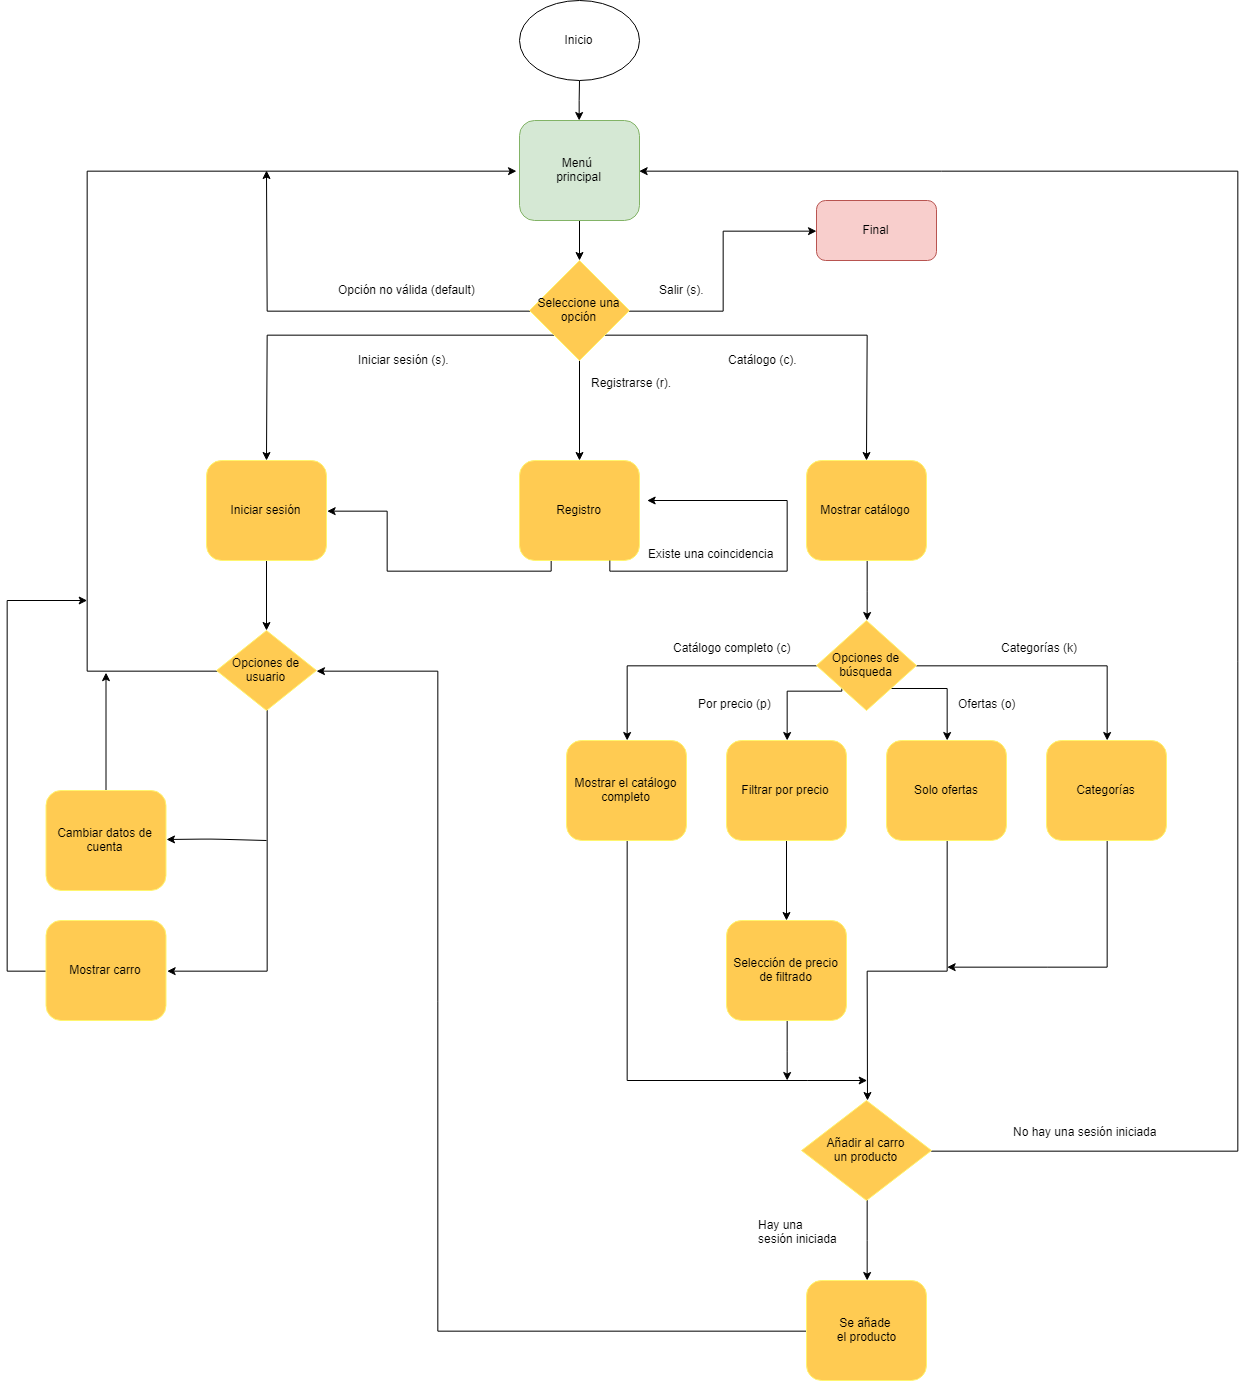 Inicio
Menú
principal
Final
Opción no válida (default)
Salir (s).
Seleccione una
opción
Iniciar sesión (s).
Catálogo (c).
Registrarse (r).
Iniciar sesión
Registro
Mostrar catálogo
Existe una coincidencia
Catálogo completo (c)
Categorías (k)
Opciones de
usuario
Opciones de
búsqueda
Por precio (p)
Ofertas (o)
Mostrar el catálogo
completo
Filtrar por precio
Solo ofertas
Categorías
Cambiar datos de
cuenta
Mostrar carro
Selección de precio
de filtrado
Añadir al carro
un producto
No hay una sesión iniciada
Hay una
sesión iniciada
Se añade
el producto